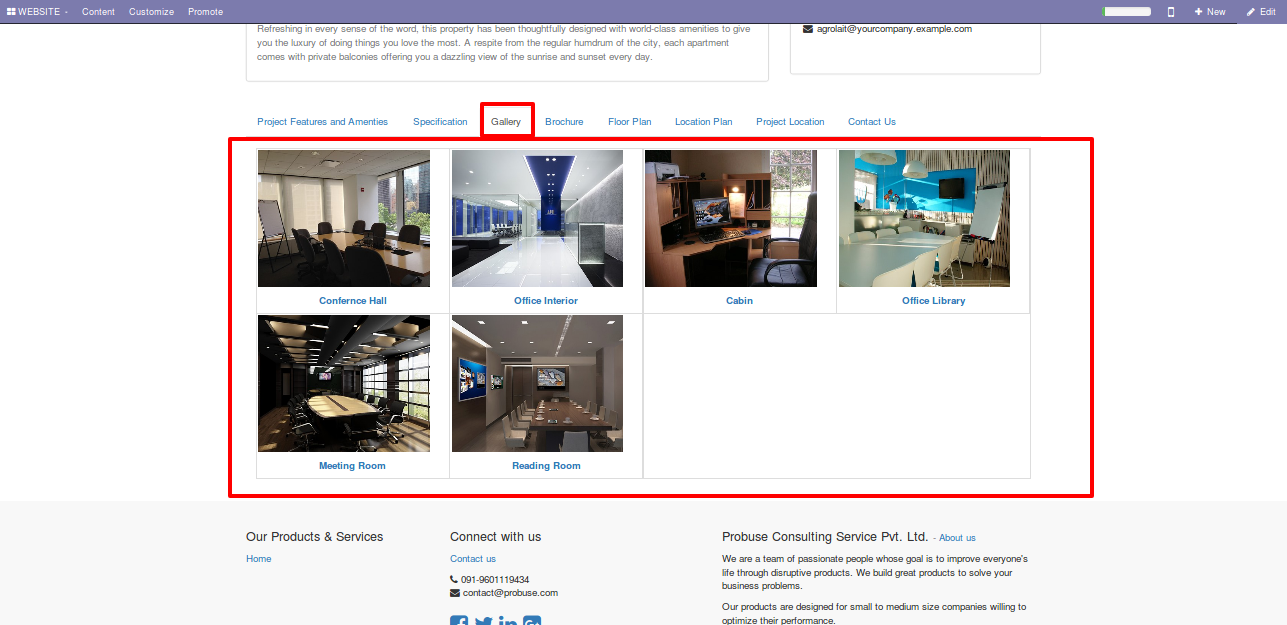 WEBSITE Content Customize Promote New Edit
Refreshing in every sense of the word, this property has been thoughtfully designed with world-class amenities to give
you the luxury of doing things you love the most. A respite from the regular humdrum of the city, each apartment
comes with private balconies offering you a dazzling view of the sunrise and sunset every day.
agrolait@yourcompany.example.com
Project Features and Amenties Specification Gallery Brochure Floor Plan Location Plan Project Location Contact Us
Confernce Hall Office Interior Cabin Office Library
Meeting Room Reading Room
Our Products & Services
Home
Connect with us
Contact us
091-9601119434
contact@probuse.com
Probuse Consulting Service Pvt. Ltd. - About us
We are a team of passionate people whose goal is to improve everyone's
life through disruptive products. We build great products to solve your
business problems.
Our products are designed for small to medium size companies willing to
optimize their performance.